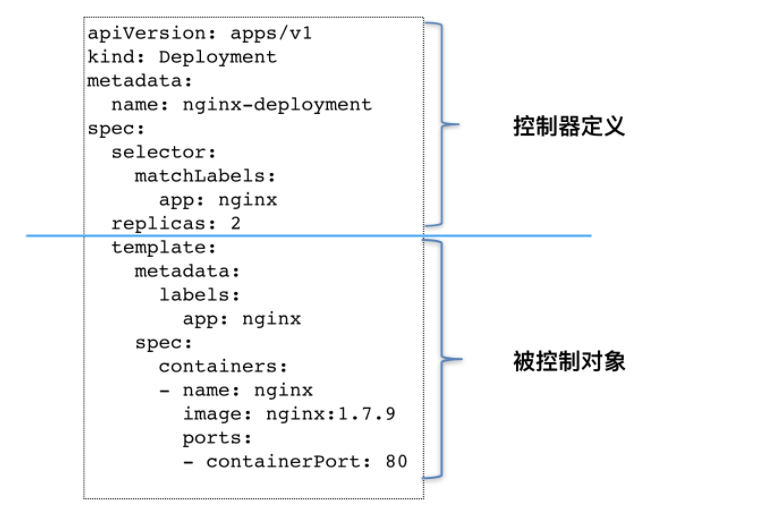 apiVersion: apps/v1
kind: Deployment
metadata:
  name: nginx-deployment
spec:
  selector:
    matchLabels:
      app: nginx
  replicas: 2
  template:
    metadata:
      labels:
        app: nginx
    spec:
      containers:
      - name: nginx
        image: nginx:1.7.9
        ports:
        - containerPort: 80
控制器定义
被控制对象